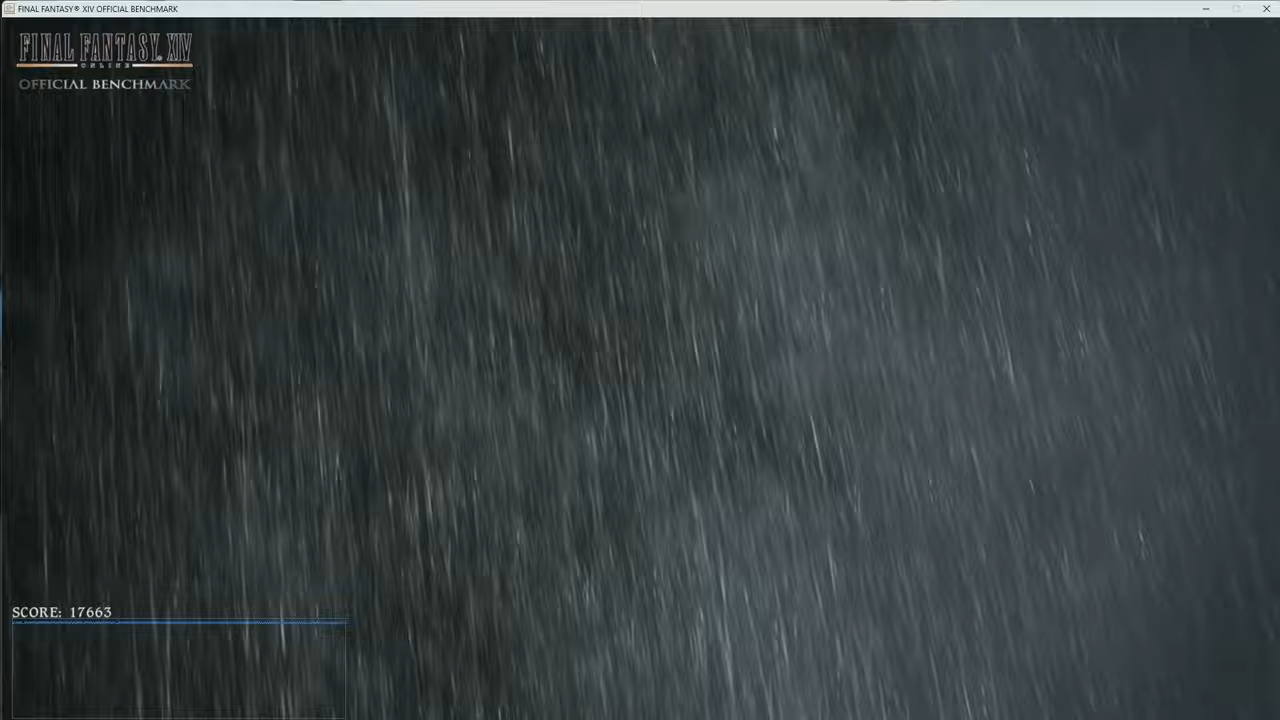 FINAL FANTASY® XIV OFFICIAL BENCHMARK
FINAL FANTASY® XIV
ONLINE
OFFICIAL BENCHMARK
SCORE: 17663